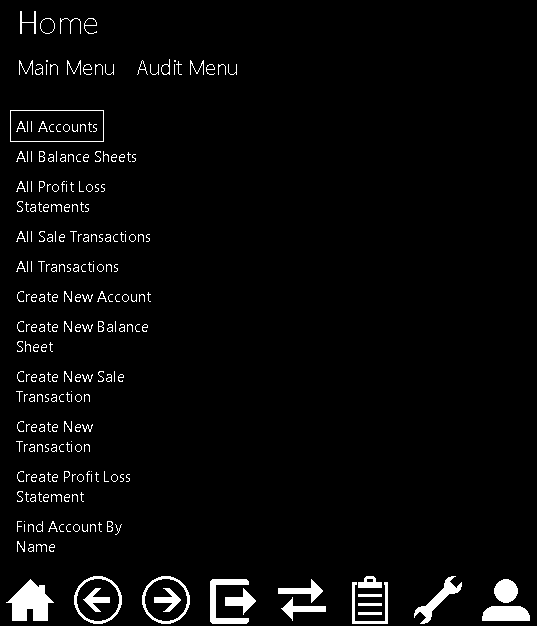 Home
Main Menu Audit Menu
All Accounts
All Balance Sheets
All Profit Loss
Statements
All Sale Transactions
All Transactions
Create New Account
Create New Balance
Sheet
Create New Sale
Transaction
Create New
Transaction
Create Profit Loss
Statement
Find Account By
Name